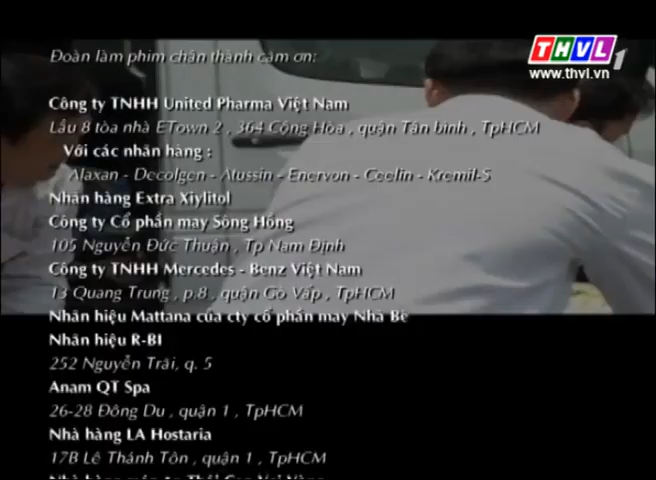 THVL1
www.thvl.vn
Đoàn làm phim chân thành cảm ơn:
Công ty TNHH United Pharma Việt Nam
Lầu 8 tòa nhà ETown 2 , 364 Cộng Hòa , quận Tân bình , TpHCM
Với các nhãn hàng :
Alaxan - Decolgen - Atussin - Enervon - Ceelin - Kremil-S
Nhãn hàng Extra Xiylitol
Công ty Cổ phần may Sông Hồng
105 Nguyễn Đức Thuận , Tp Nam Định
Công ty TNHH Mercedes - Benz Việt Nam
13 Quang Trung , p.8 , quận Gò Vấp , TpHCM
Nhãn hiệu Mattana của cty cổ phần may Nhà Bè
Nhãn hiệu R-BI
252 Nguyễn Trãi, q. 5
Anam QT Spa
26-28 Đông Du , quận 1 , TpHCM
Nhà hàng LA Hostaria
17B Lê Thánh Tôn , quận 1 , TpHCM